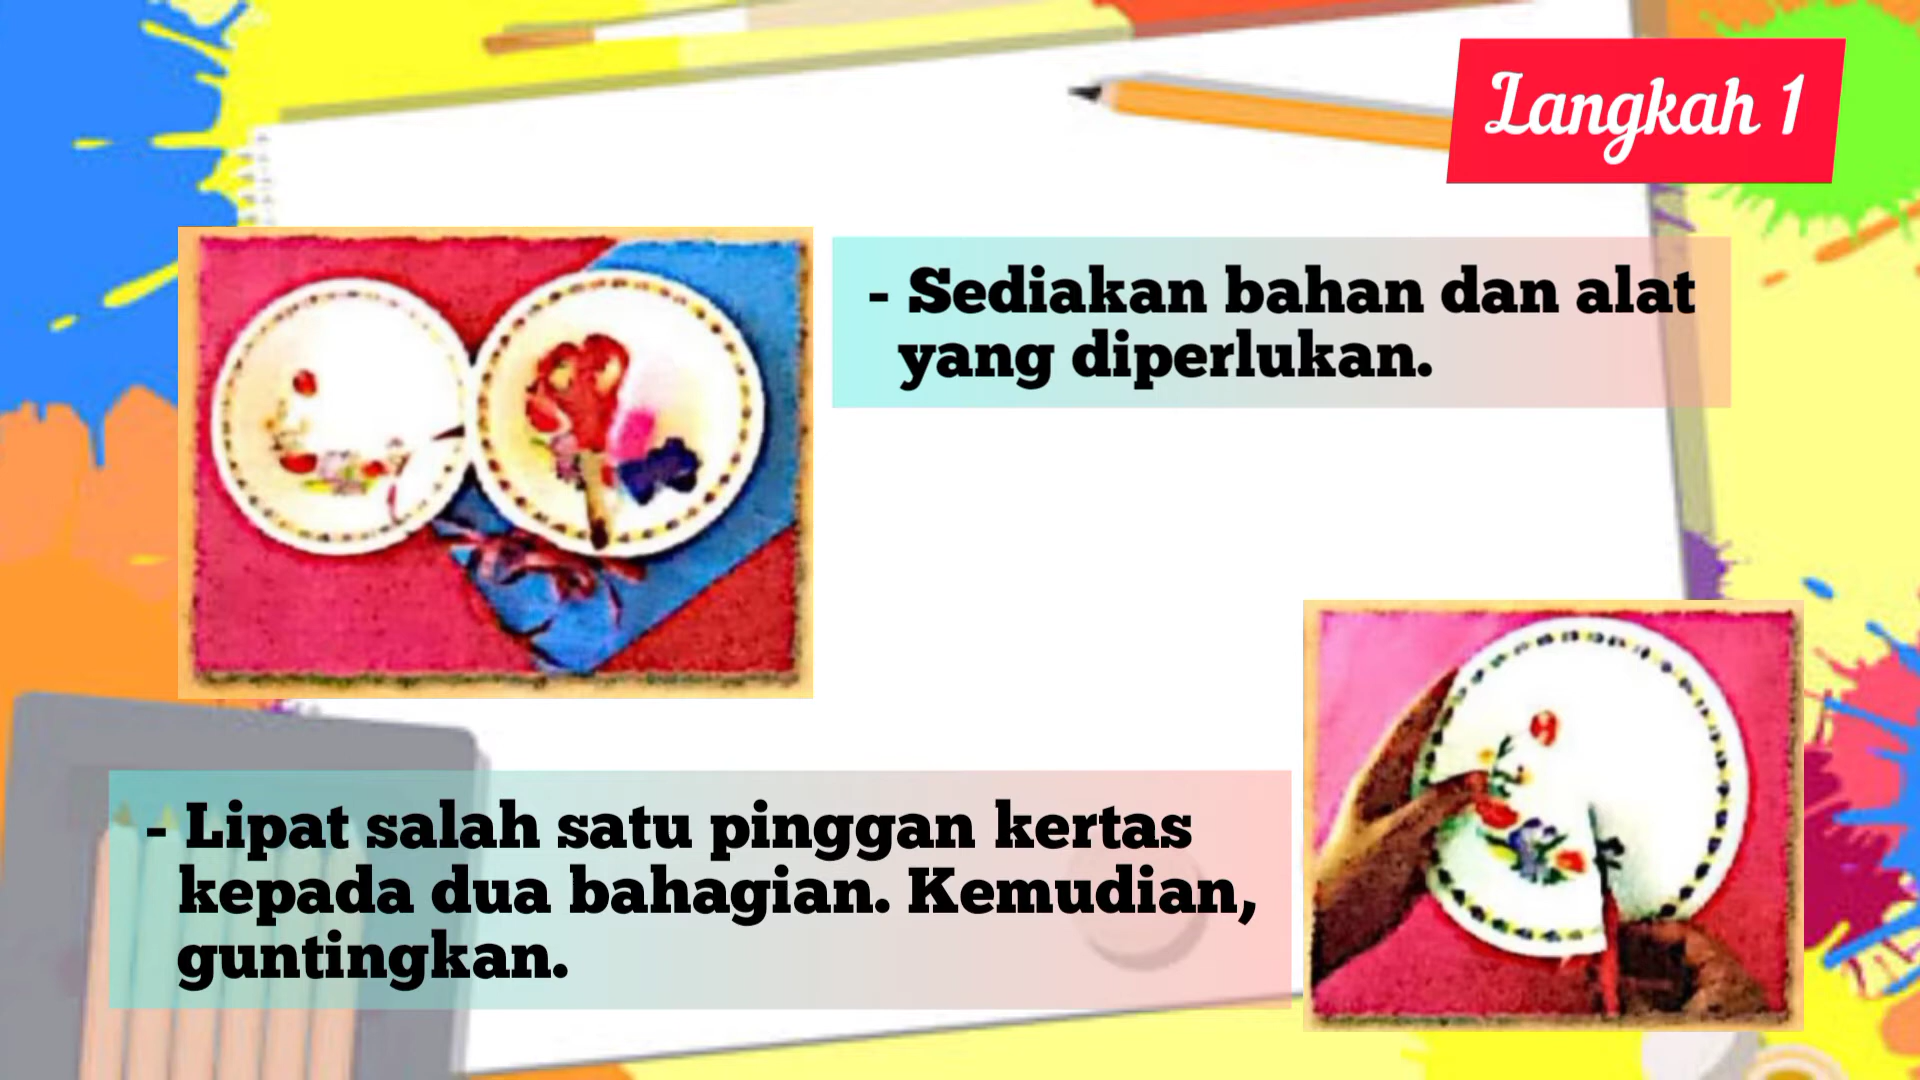 Langkah 1
- Sediakan bahan dan alat
yang diperlukan.
- Lipat salah satu pinggan kertas
kepada dua bahagian. Kemudian,
guntingkan.